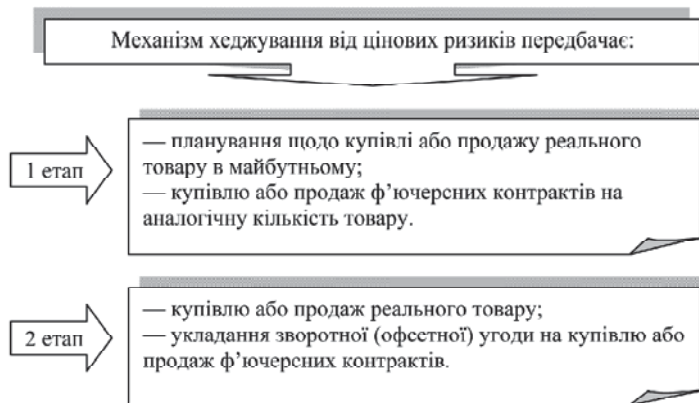 Механізм хеджування від цінових ризиків передбачає:
1 етап
— планування щодо купівлі або продажу реального
товару в майбутньому;
— купівлю або продаж ф’ючерсних контрактів на
аналогічну кількість товару.
2 етап
— купівлю або продаж реального товару;
— укладання зворотної (офсетної) угоди на купівлю або
продаж ф’ючерсних контрактів.